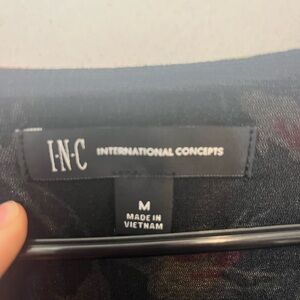 I·N·C INTERNATIONAL CONCEPTS
M
MADE IN
VIETNAM